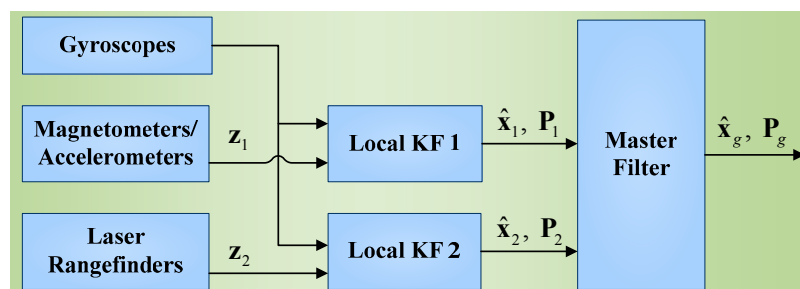 Gyroscopes
Magnetometers/
Accelerometers
z₁
Local KF 1
x̂₁, P₁
Master
Filter
x̂g, Pg
Laser
Rangefinders
z₂
Local KF 2
x̂₂, P₂